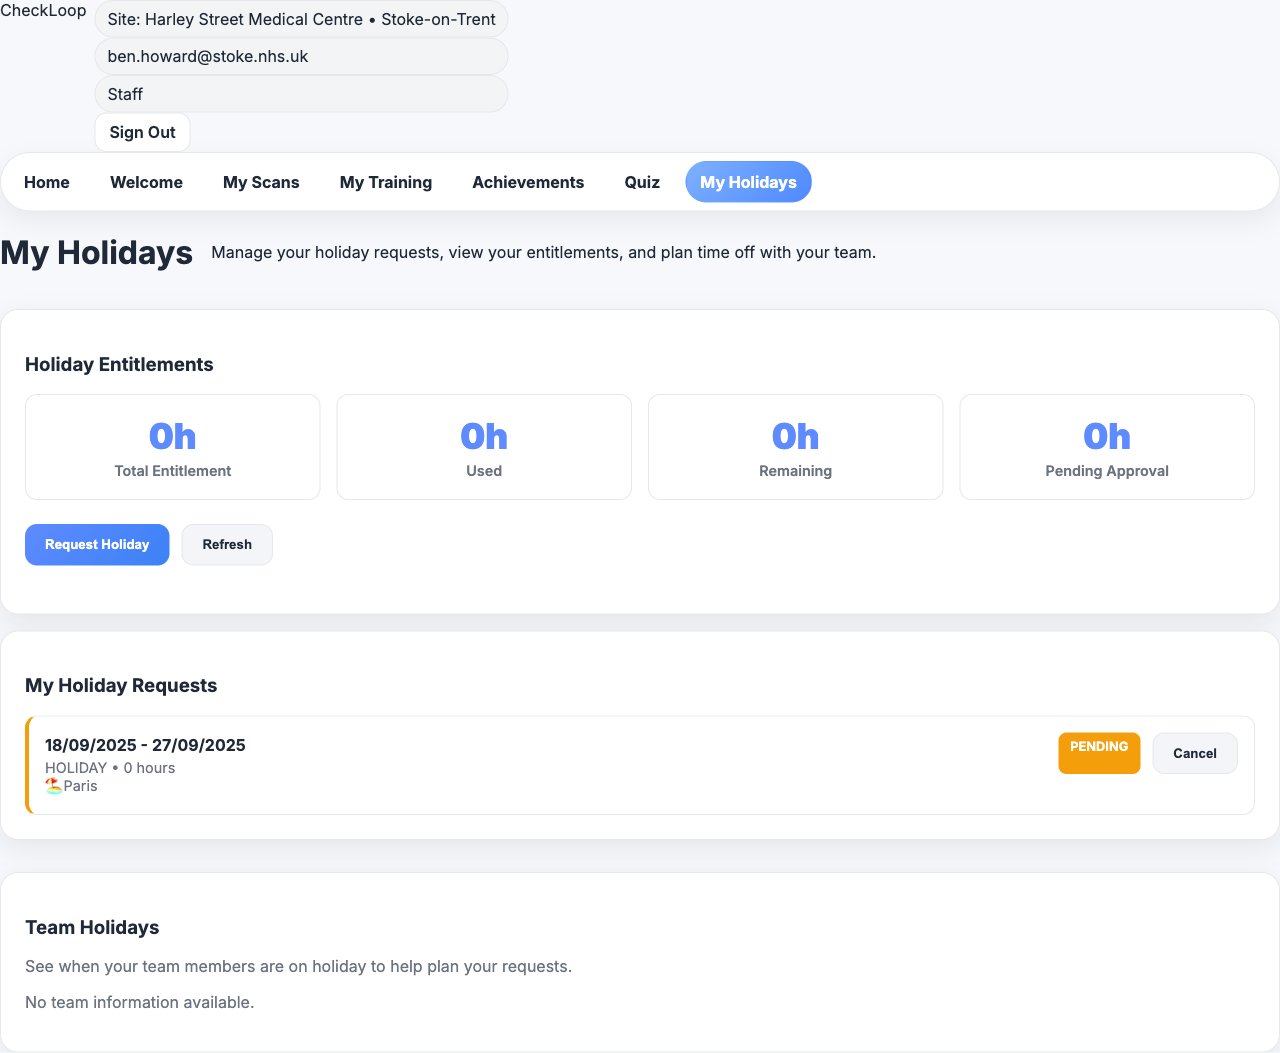 CheckLoop
Site: Harley Street Medical Centre • Stoke-on-Trent
ben.howard@stoke.nhs.uk
Staff
Sign Out
Home Welcome My Scans My Training Achievements Quiz My Holidays
My Holidays Manage your holiday requests, view your entitlements, and plan time off with your team.
Holiday Entitlements
0h 0h 0h 0h
Total Entitlement Used Remaining Pending Approval
Request Holiday Refresh
My Holiday Requests
18/09/2025 - 27/09/2025 PENDING Cancel
HOLIDAY • 0 hours
🏖️Paris
Team Holidays
See when your team members are on holiday to help plan your requests.
No team information available.